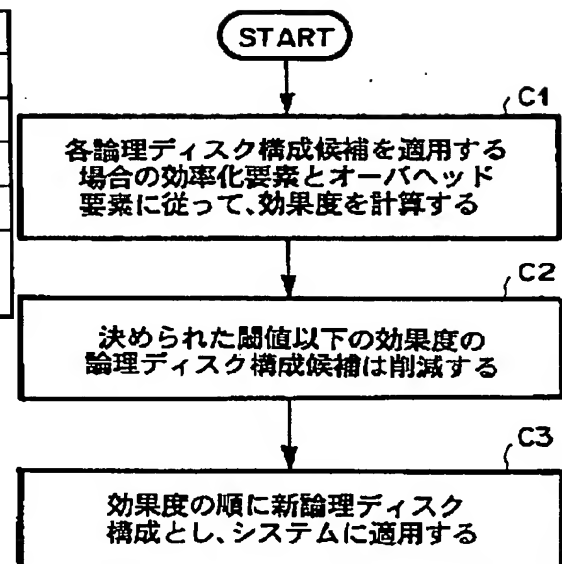 START
C1
各論理ディスク構成候補を適用する
場合の効率化要素とオーバヘッド
要素に従って、効果度を計算する
C2
決められた閾値以下の効果度の
論理ディスク構成候補は削減する
C3
効果度の順に新論理ディスク
構成とし、システムに適用する